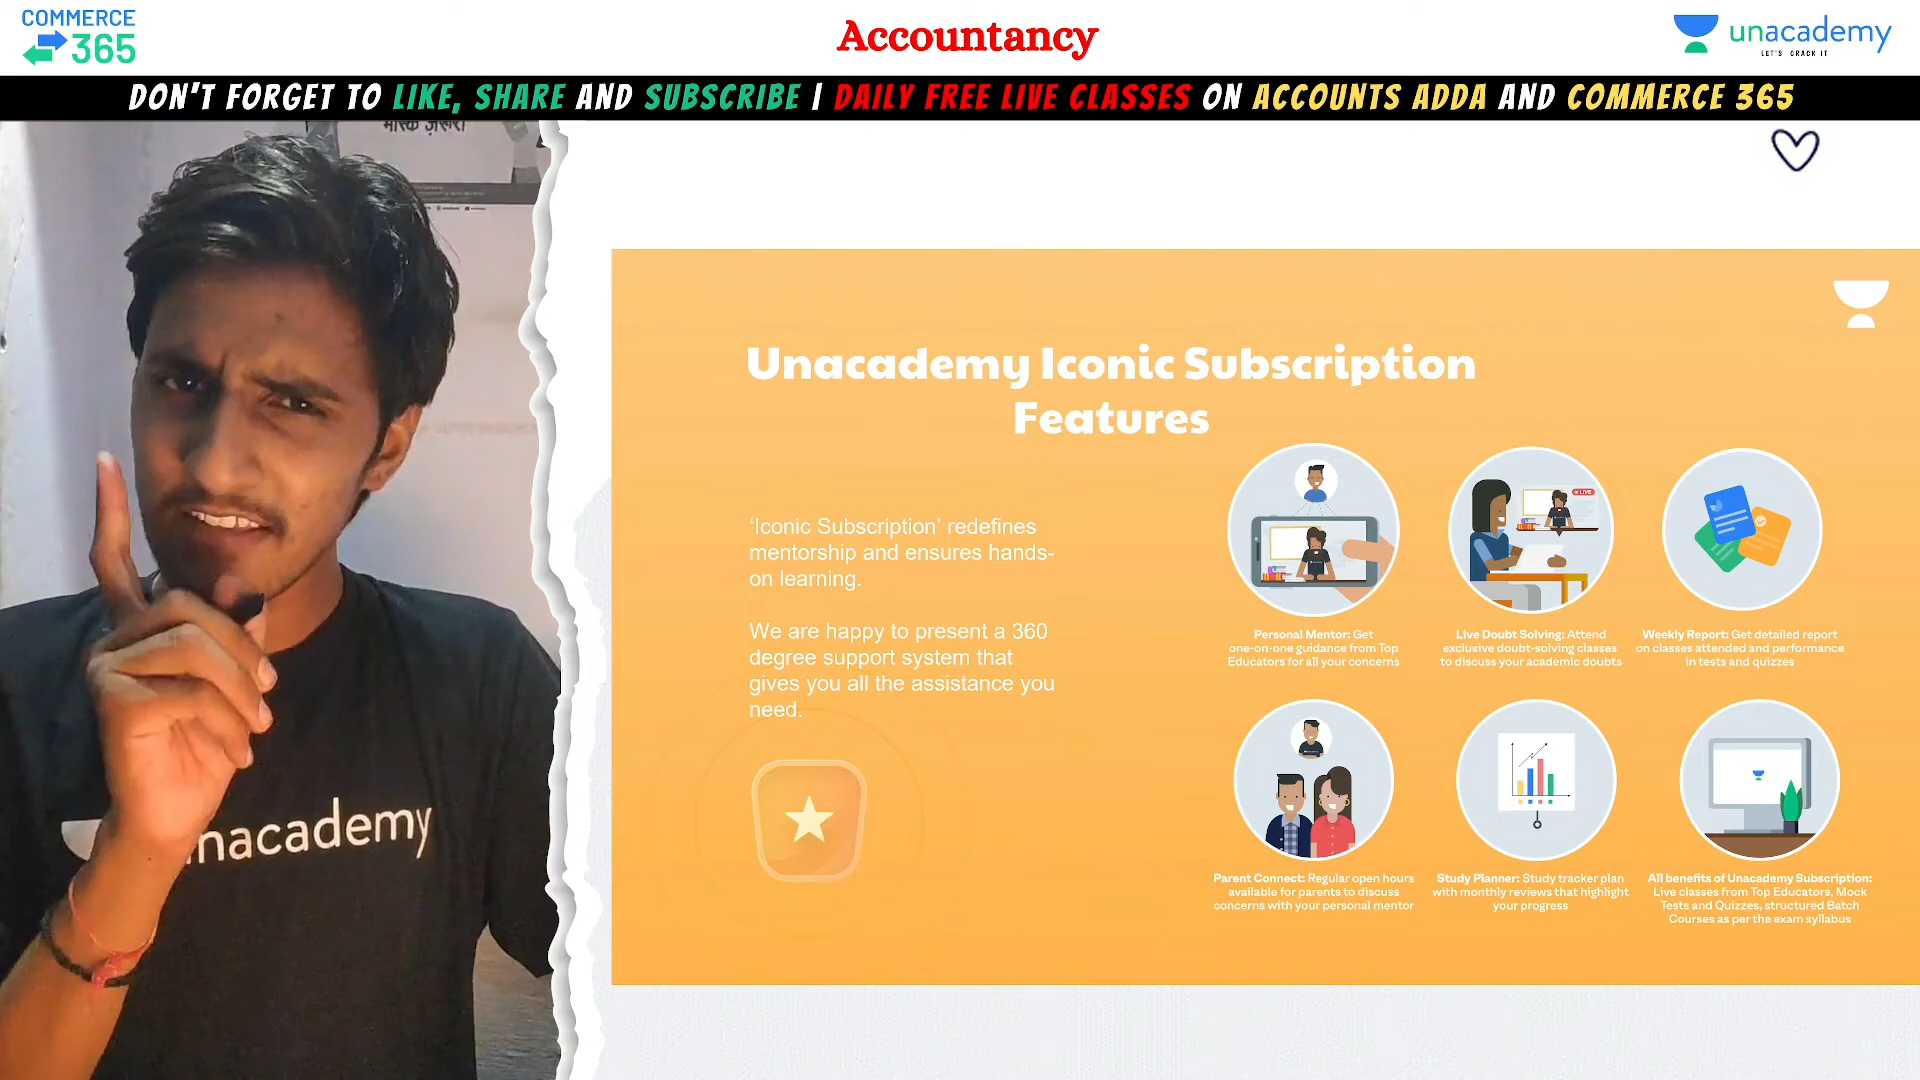 COMMERCE
365
Accountancy
unacademy
LET'S CRACK IT
DON'T FORGET TO LIKE, SHARE AND SUBSCRIBE | DAILY FREE LIVE CLASSES ON ACCOUNTS ADDA AND COMMERCE 365
मास्क ज़रूरी
Unacademy Iconic Subscription
Features
‘Iconic Subscription’ redefines
mentorship and ensures hands-
on learning.
We are happy to present a 360
degree support system that
gives you all the assistance you
need.
LIVE
Personal Mentor: Get
one-on-one guidance from Top
Educators for all your concerns
Live Doubt Solving: Attend
exclusive doubt-solving classes
to discuss your academic doubts
Weekly Report: Get detailed report
on classes attended and performance
in tests and quizzes
Parent Connect: Regular open hours
available for parents to discuss
concerns with your personal mentor
Study Planner: Study tracker plan
with monthly reviews that highlight
your progress
All benefits of Unacademy Subscription:
Live classes from Top Educators, Mock
Tests and Quizzes, structured Batch
Courses as per the exam syllabus
unacademy